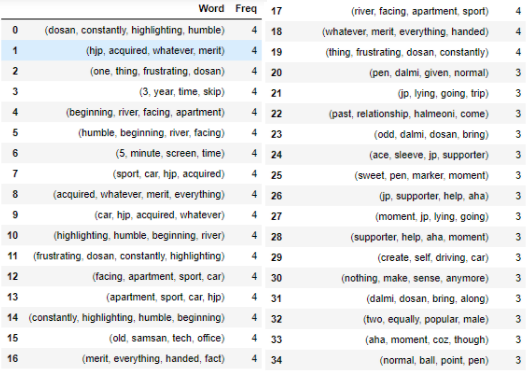 Word Freq
0 (dosan, constantly, highlighting, humble) 4
1 (hjp, acquired, whatever, merit) 4
2 (one, thing, frustrating, dosan) 4
3 (3, year, time, skip) 4
4 (beginning, river, facing, apartment) 4
5 (humble, beginning, river, facing) 4
6 (5, minute, screen, time) 4
7 (sport, car, hjp, acquired) 4
8 (acquired, whatever, merit, everything) 4
9 (car, hjp, acquired, whatever) 4
10 (highlighting, humble, beginning, river) 4
11 (frustrating, dosan, constantly, highlighting) 4
12 (facing, apartment, sport, car) 4
13 (apartment, sport, car, hjp) 4
14 (constantly, highlighting, humble, beginning) 4
15 (old, samsan, tech, office) 4
16 (merit, everything, handed, fact) 4
17 (river, facing, apartment, sport) 4
18 (whatever, merit, everything, handed) 4
19 (thing, frustrating, dosan, constantly) 4
20 (pen, dalmi, given, normal) 3
21 (jp, lying, going, trip) 3
22 (past, relationship, halmeoni, come) 3
23 (odd, dalmi, dosan, bring) 3
24 (ace, sleeve, jp, supporter) 3
25 (sweet, pen, marker, moment) 3
26 (jp, supporter, help, aha) 3
27 (moment, jp, lying, going) 3
28 (supporter, help, aha, moment) 3
29 (create, self, driving, car) 3
30 (nothing, make, sense, anymore) 3
31 (dalmi, dosan, bring, along) 3
32 (two, equally, popular, male) 3
33 (aha, moment, coz, though) 3
34 (normal, ball, point, pen) 3